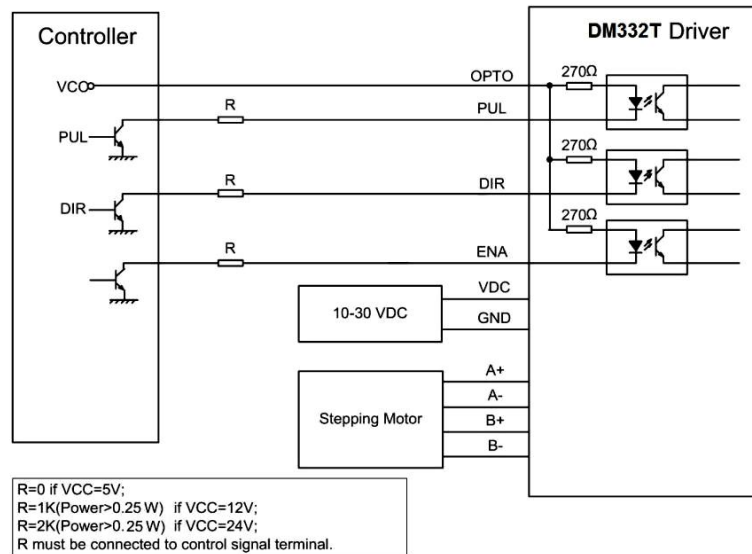 Controller
DM332T Driver
VCC
OPTO
270Ω
R
PUL
PUL
270Ω
R
DIR
DIR
270Ω
R
ENA
VDC
10-30 VDC
GND
A+
A-
Stepping Motor
B+
B-
R=0 if VCC=5V;
R=1K(Power>0.25 W) if VCC=12V;
R=2K(Power>0.25 W) if VCC=24V;
R must be connected to control signal terminal.